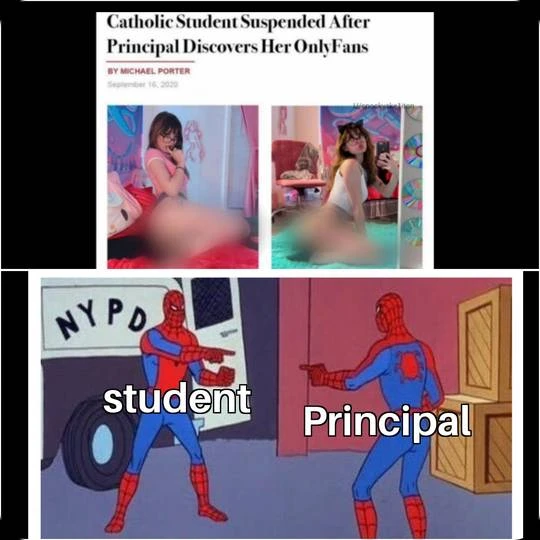 Catholic Student Suspended After
Principal Discovers Her OnlyFans
BY MICHAEL PORTER
September 16, 2020
NYPD
student
Principal